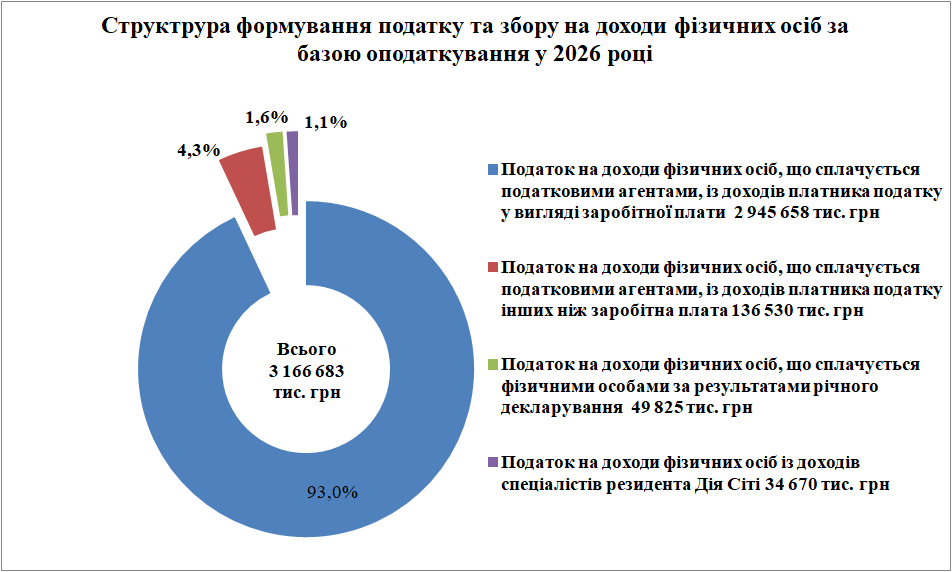 Структрура формування податку та збору на доходи фізичних осіб за
базою оподаткування у 2026 році
1,6%
1,1%
4,3%
Податок на доходи фізичних осіб, що сплачується
податковими агентами, із доходів платника податку
у вигляді заробітної плати 2 945 658 тис. грн
Податок на доходи фізичних осіб, що сплачується
податковими агентами, із доходів платника податку
інших ніж заробітна плата 136 530 тис. грн
Всього
3 166 683
тис. грн
Податок на доходи фізичних осіб, що сплачується
фізичними особами за результатами річного
декларування 49 825 тис. грн
Податок на доходи фізичних осіб із доходів
спеціалістів резидента Дія Сіті 34 670 тис. грн
93,0%